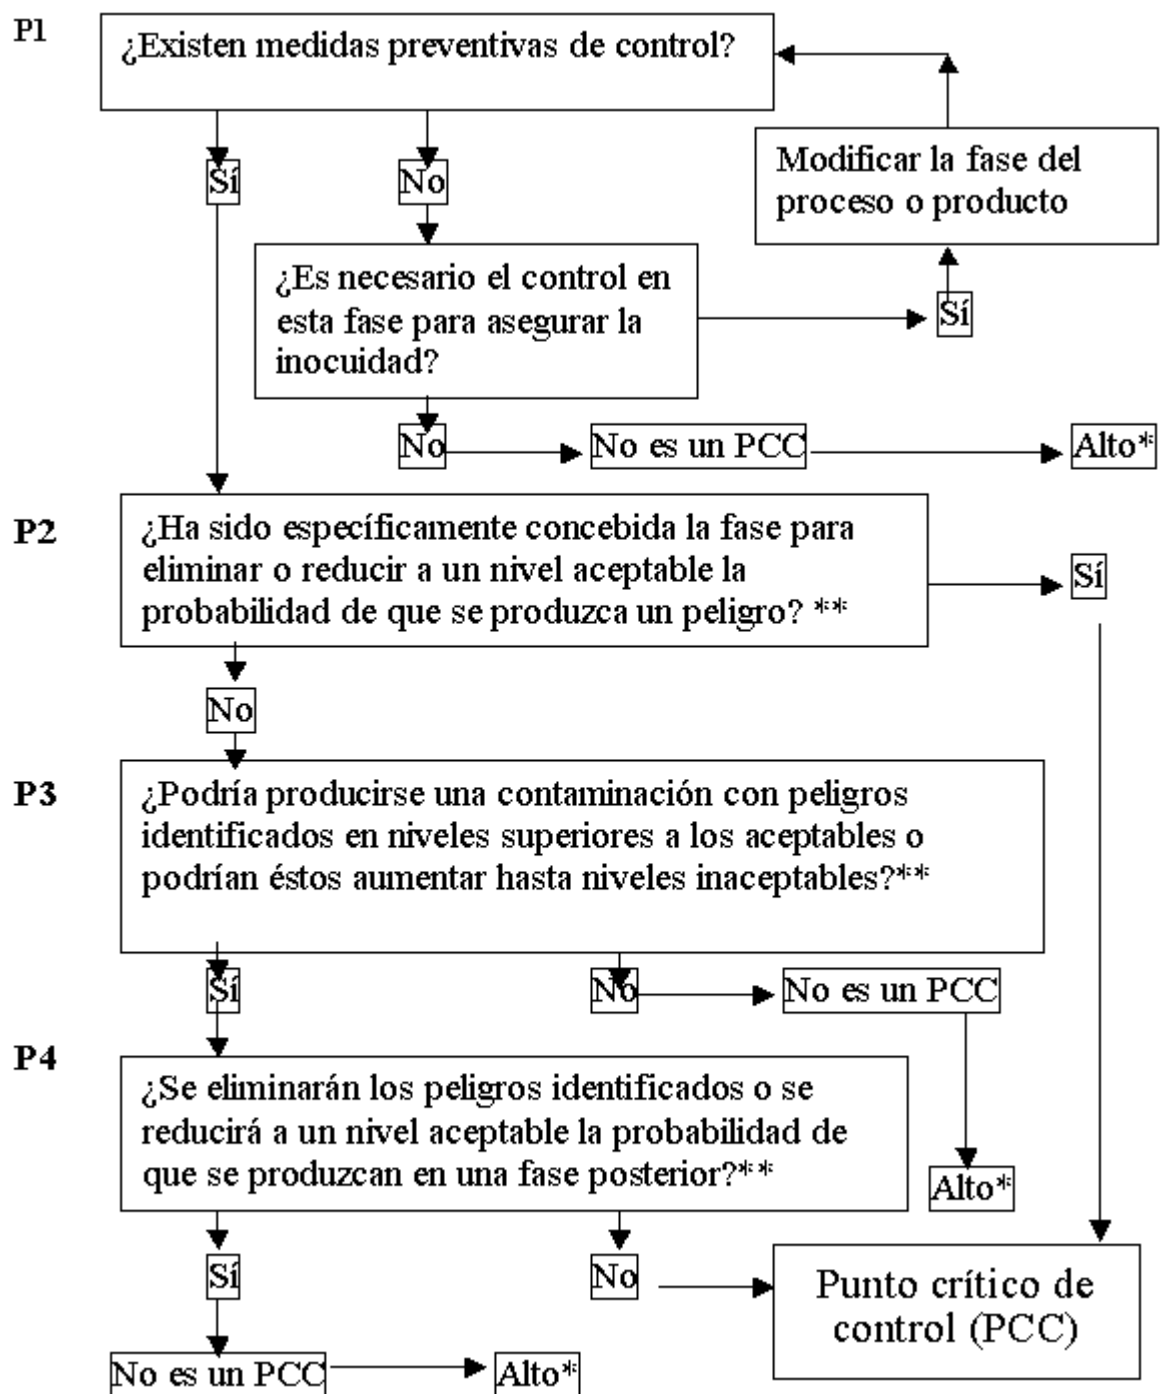 P1
¿Existen medidas preventivas de control?
Sí
No
Modificar la fase del
proceso o producto
¿Es necesario el control en
esta fase para asegurar la
inocuidad?
Sí
No
No es un PCC
Alto*
P2
¿Ha sido específicamente concebida la fase para
eliminar o reducir a un nivel aceptable la
probabilidad de que se produzca un peligro? **
Sí
No
P3
¿Podría producirse una contaminación con peligros
identificados en niveles superiores a los aceptables o
podrían éstos aumentar hasta niveles inaceptables?**
Sí
No
No es un PCC
Alto*
P4
¿Se eliminarán los peligros identificados o se
reducirá a un nivel aceptable la probabilidad de
que se produzcan en una fase posterior?**
Sí
No
Punto crítico de
control (PCC)
No es un PCC
Alto*